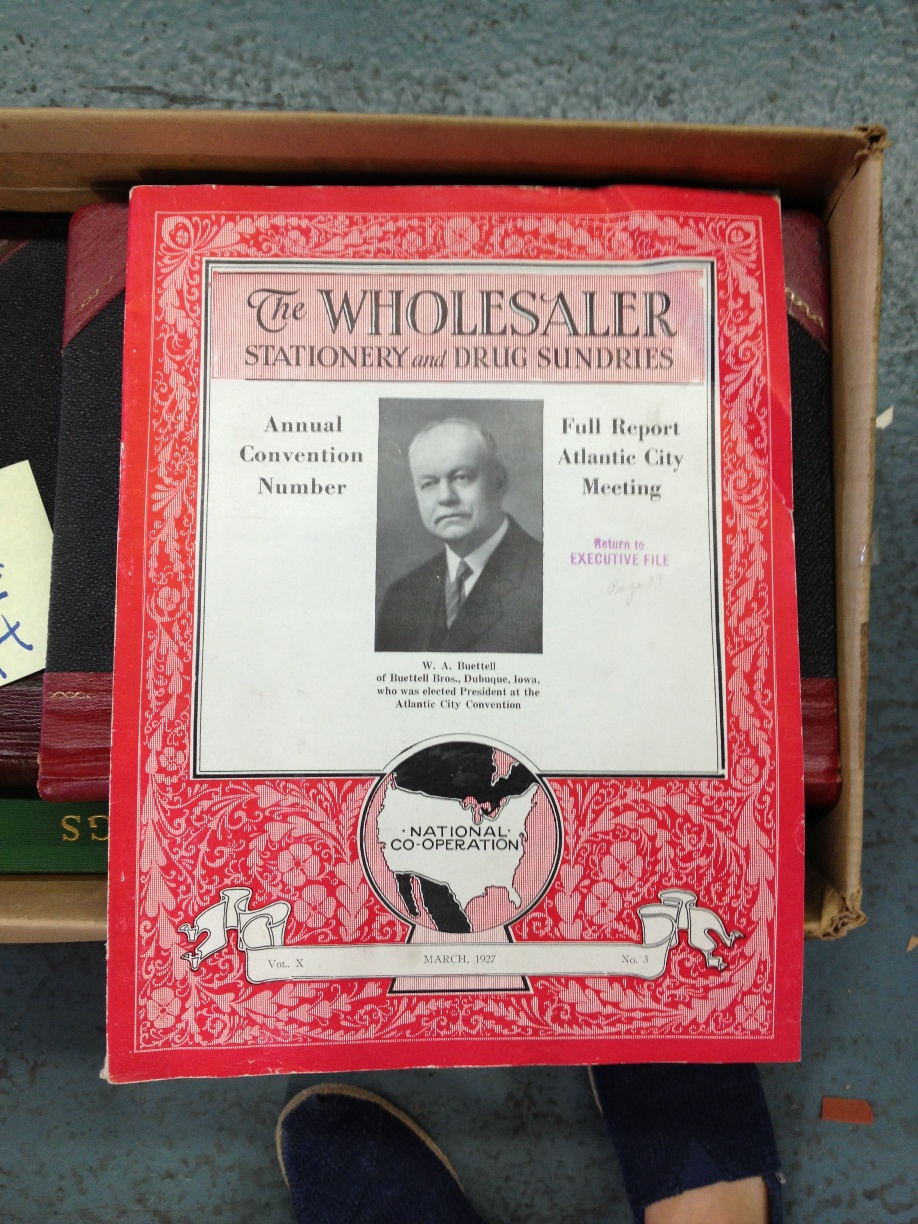 The WHOLESALER
STATIONERY and DRUG SUNDRIES
Annual
Convention
Number
Full Report
Atlantic City
Meeting
Return to
EXECUTIVE FILE
W. A. Buettell
of Buettell Bros., Dubuque, Iowa,
who was elected President at the
Atlantic City Convention
· NATIONAL ·
CO-OPERATION
VOL. X MARCH, 1927 No. 3